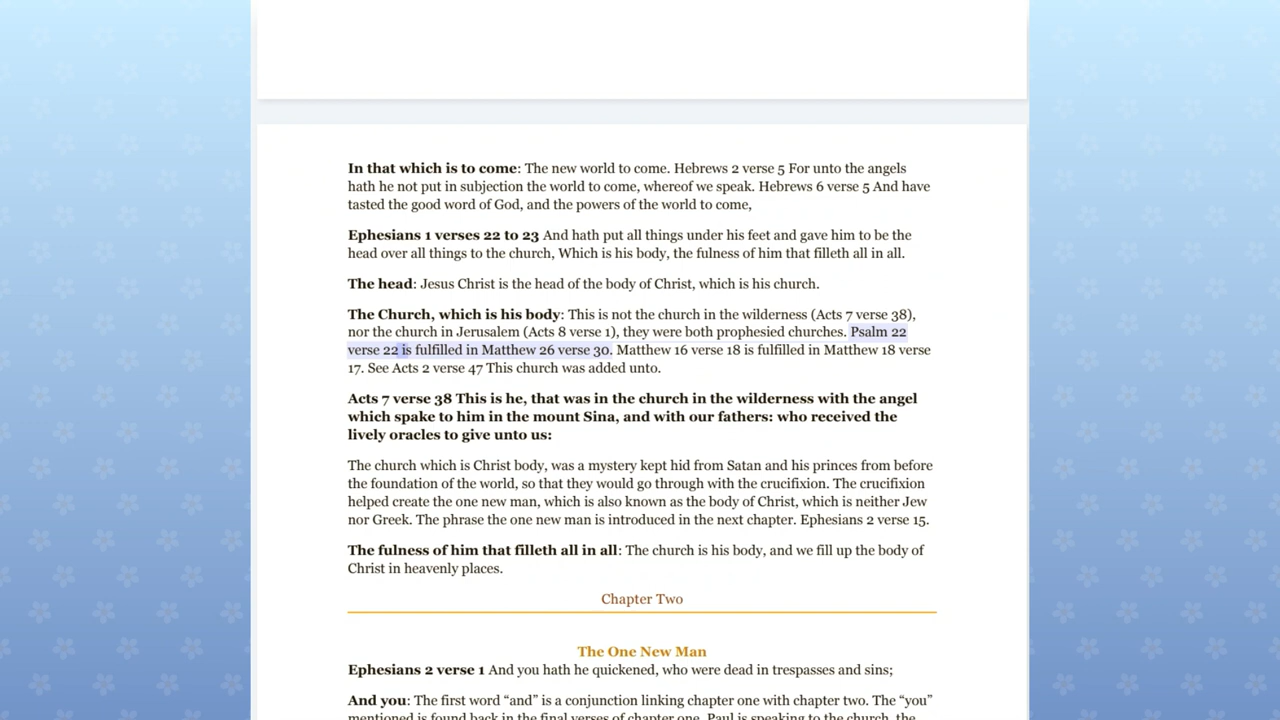 In that which is to come: The new world to come. Hebrews 2 verse 5 For unto the angels
hath he not put in subjection the world to come, whereof we speak. Hebrews 6 verse 5 And have
tasted the good word of God, and the powers of the world to come,
Ephesians 1 verses 22 to 23 And hath put all things under his feet and gave him to be the
head over all things to the church, Which is his body, the fulness of him that filleth all in all.
The head: Jesus Christ is the head of the body of Christ, which is his church.
The Church, which is his body: This is not the church in the wilderness (Acts 7 verse 38),
nor the church in Jerusalem (Acts 8 verse 1), they were both prophesied churches. Psalm 22
verse 22 is fulfilled in Matthew 26 verse 30. Matthew 16 verse 18 is fulfilled in Matthew 18 verse
17. See Acts 2 verse 47 This church was added unto.
Acts 7 verse 38 This is he, that was in the church in the wilderness with the angel
which spake to him in the mount Sina, and with our fathers: who received the
lively oracles to give unto us:
The church which is Christ body, was a mystery kept hid from Satan and his princes from before
the foundation of the world, so that they would go through with the crucifixion. The crucifixion
helped create the one new man, which is also known as the body of Christ, which is neither Jew
nor Greek. The phrase the one new man is introduced in the next chapter. Ephesians 2 verse 15.
The fulness of him that filleth all in all: The church is his body, and we fill up the body of
Christ in heavenly places.
Chapter Two
The One New Man
Ephesians 2 verse 1 And you hath he quickened, who were dead in trespasses and sins;
And you: The first word “and” is a conjunction linking chapter one with chapter two. The “you”
mentioned is found back in the final verses of chapter one. Paul is speaking to the church, the